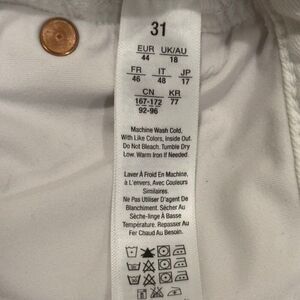 31
EUR UK/AU
44 18
FR IT JP
46 48 17
CN KR
167-172 77
92-96
Machine Wash Cold,
With Like Colors, Inside Out.
Do Not Bleach. Tumble Dry
Low. Warm Iron If Needed.
Laver À Froid En Machine,
à L'envers, Avec Couleurs
Similaires.
Ne Pas Utiliser D'agent De
Blanchiment. Sécher Au
Sèche-linge À Basse
Température. Repasser Au
Fer Chaud Au Besoin.